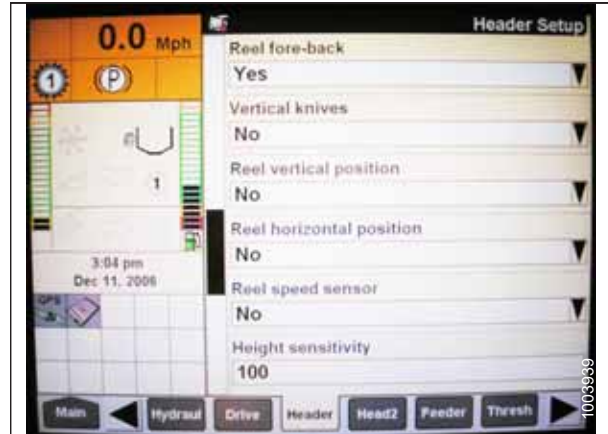 0.0 Mph
Header Setup
1
P
1
3:04 pm
Dec 11, 2006
GPS
Reel fore-back
Yes
Vertical knives
No
Reel vertical position
No
Reel horizontal position
No
Reel speed sensor
No
Height sensitivity
100
Main
Hydraul
Drive
Header
Head2
Feeder
Thresh
1003939